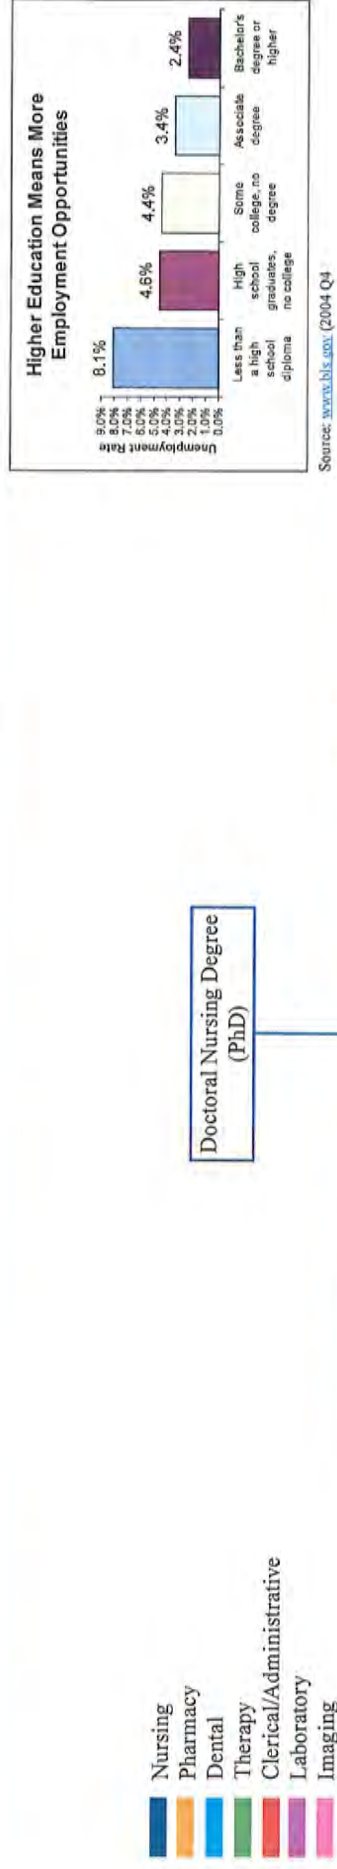 Nursing
Pharmacy
Dental
Therapy
Clerical/Administrative
Laboratory
Imaging
Doctoral Nursing Degree
(PhD)
Higher Education Means More
Employment Opportunities
Unemployment Rate
9.0%
8.0%
7.0%
6.0%
5.0%
4.0%
3.0%
2.0%
1.0%
0.0%
8.1%
4.6%
4.4%
3.4%
2.4%
Less than
a high
school
diploma
High
school
graduates,
no college
Some
college, no
degree
Associate
degree
Bachelor's
degree or
higher
Source: www.bls.gov (2004 Q4